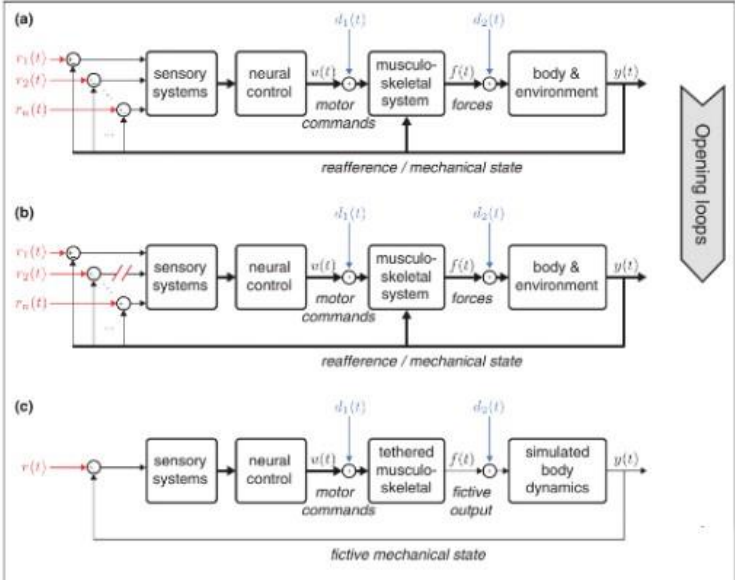 (a)
d₁(t) d₂(t)
r₁(t)
r₂(t)
rₙ(t)
sensory
systems
neural
control
u(t)
motor
commands
musculo-
skeletal
system
f(t)
forces
body &
environment
y(t)
...
reafference / mechanical state
Opening loops
(b)
d₁(t) d₂(t)
r₁(t)
r₂(t)
rₙ(t)
sensory
systems
neural
control
u(t)
motor
commands
musculo-
skeletal
system
f(t)
forces
body &
environment
y(t)
...
reafference / mechanical state
(c)
d₁(t) d₂(t)
r(t)
sensory
systems
neural
control
u(t)
motor
commands
tethered
musculo-
skeletal
f(t)
fictive
output
simulated
body
dynamics
y(t)
fictive mechanical state